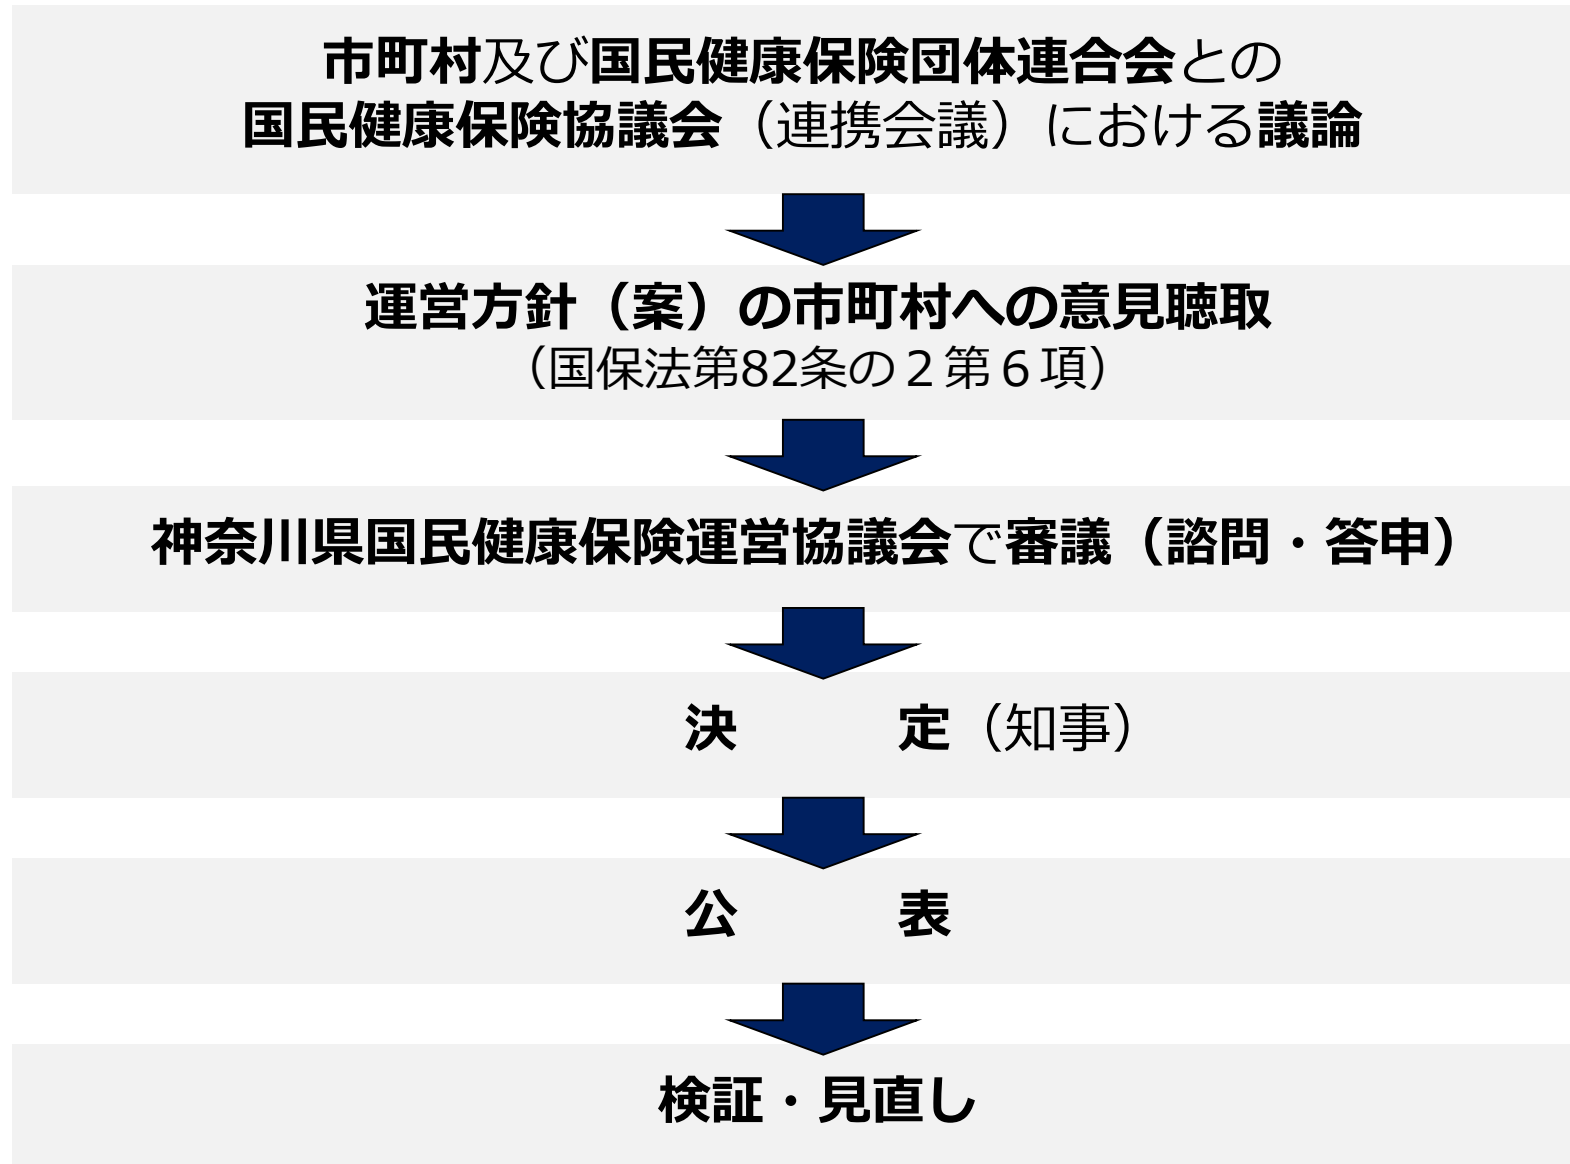 市町村及び国民健康保険団体連合会との
国民健康保険協議会（連携会議）における議論
運営方針（案）の市町村への意見聴取
（国保法第82条の２第６項）
神奈川県国民健康保険運営協議会で審議（諮問・答申）
決　　　定（知事）
公　　　表
検証・見直し